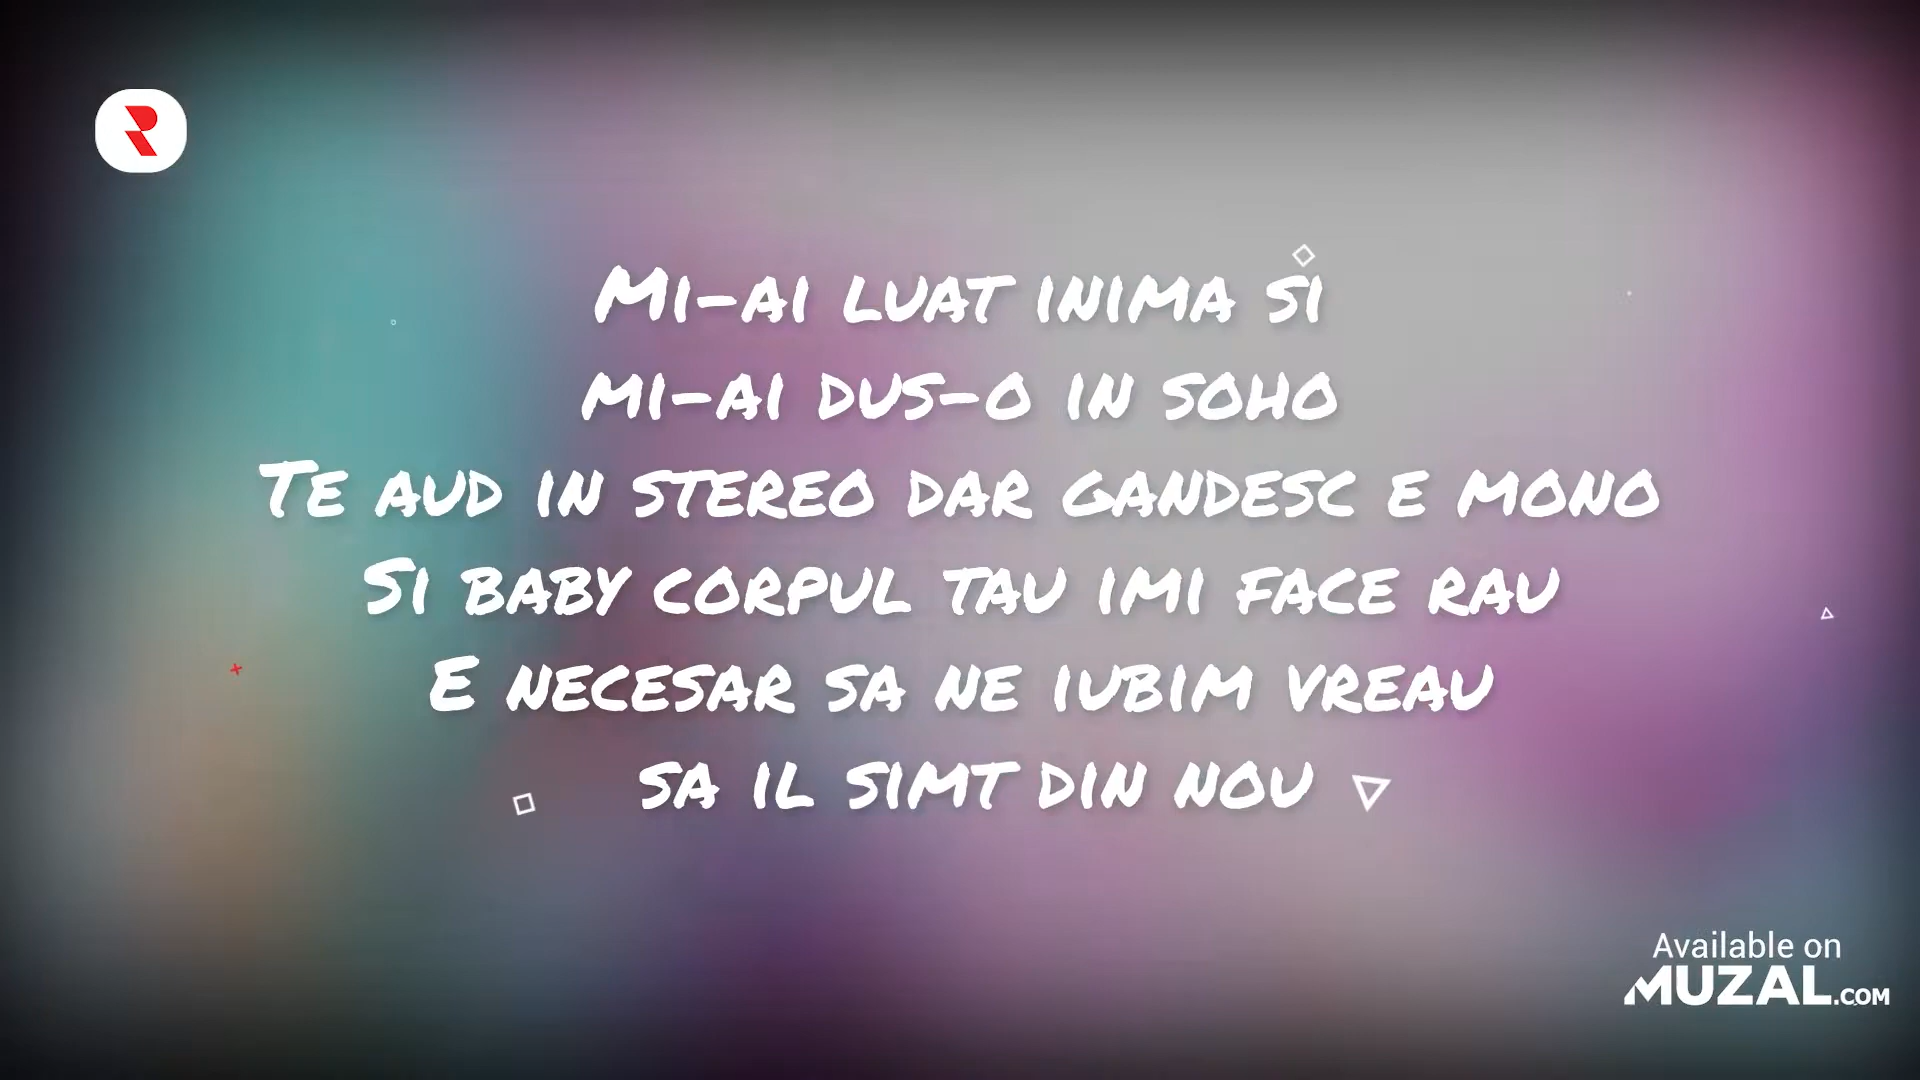 Mi-ai luat inima si
mi-ai dus-o in soho
Te aud in stereo dar gandesc e mono
Si baby corpul tau imi face rau
E necesar sa ne iubim vreau
sa il simt din nou
Available on
MUZAL.COM